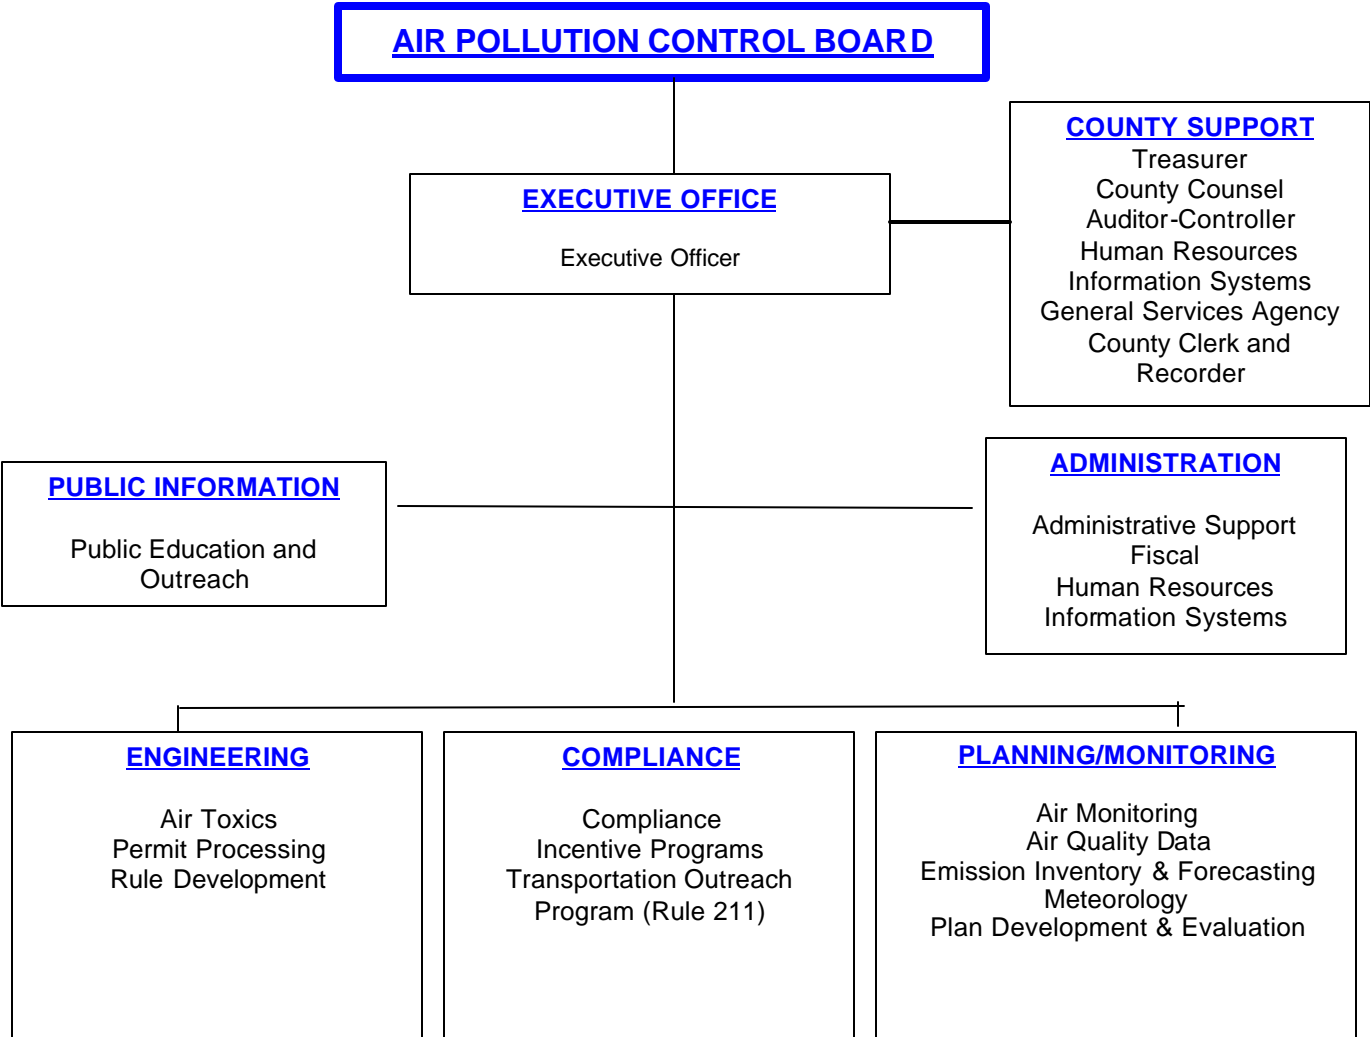 AIR POLLUTION CONTROL BOARD
COUNTY SUPPORT
Treasurer
County Counsel
Auditor-Controller
Human Resources
Information Systems
General Services Agency
County Clerk and
Recorder
EXECUTIVE OFFICE
Executive Officer
PUBLIC INFORMATION
Public Education and
Outreach
ADMINISTRATION
Administrative Support
Fiscal
Human Resources
Information Systems
ENGINEERING
Air Toxics
Permit Processing
Rule Development
COMPLIANCE
Compliance
Incentive Programs
Transportation Outreach
Program (Rule 211)
PLANNING/MONITORING
Air Monitoring
Air Quality Data
Emission Inventory & Forecasting
Meteorology
Plan Development & Evaluation